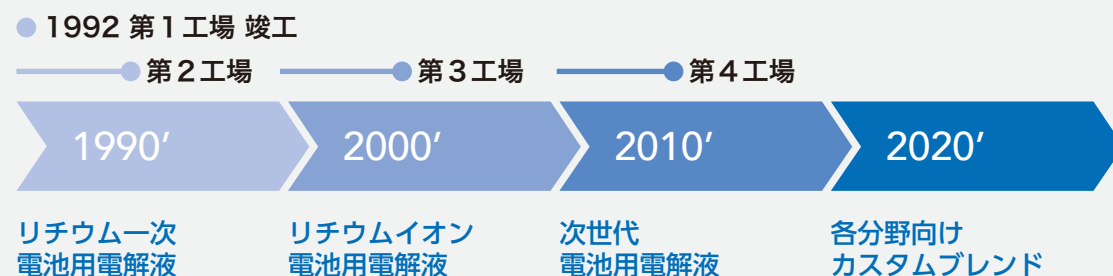 1992 第1工場 竣工
第2工場
第3工場
第4工場
1990′
2000′
2010′
2020′
リチウム一次
電池用電解液
リチウムイオン
電池用電解液
次世代
電池用電解液
各分野向け
カスタムブレンド